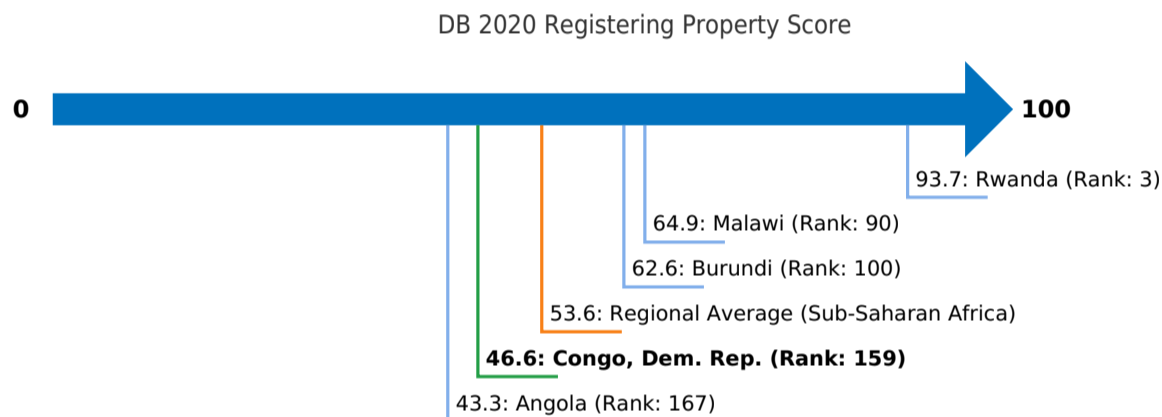 DB 2020 Registering Property Score
0
100
93.7: Rwanda (Rank: 3)
64.9: Malawi (Rank: 90)
62.6: Burundi (Rank: 100)
53.6: Regional Average (Sub-Saharan Africa)
46.6: Congo, Dem. Rep. (Rank: 159)
43.3: Angola (Rank: 167)